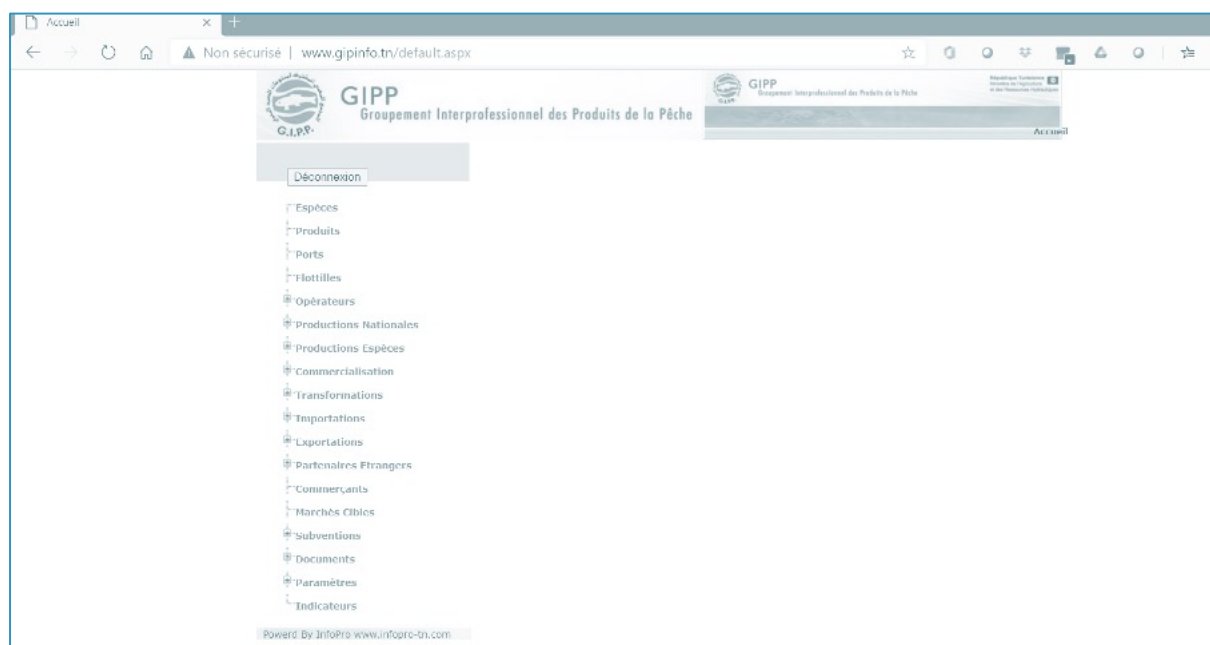 Accueil
Non sécurisé | www.gipinfo.tn/default.aspx
GIPP
Groupement Interprofessionnel des Produits de la Pêche
G.I.P.P.
GIPP
Groupement Interprofessionnel des Produits de la Pêche
République Tunisienne
Accueil
Déconnexion
Espèces
Produits
Ports
Flottilles
Opérateurs
Productions Nationales
Productions Espèces
Commercialisation
Transformations
Importations
Exportations
Partenaires Etrangers
Commerçants
Marchés Cibles
Subventions
Documents
Paramètres
Indicateurs
Powerd By InfoPro www.infopro-tn.com